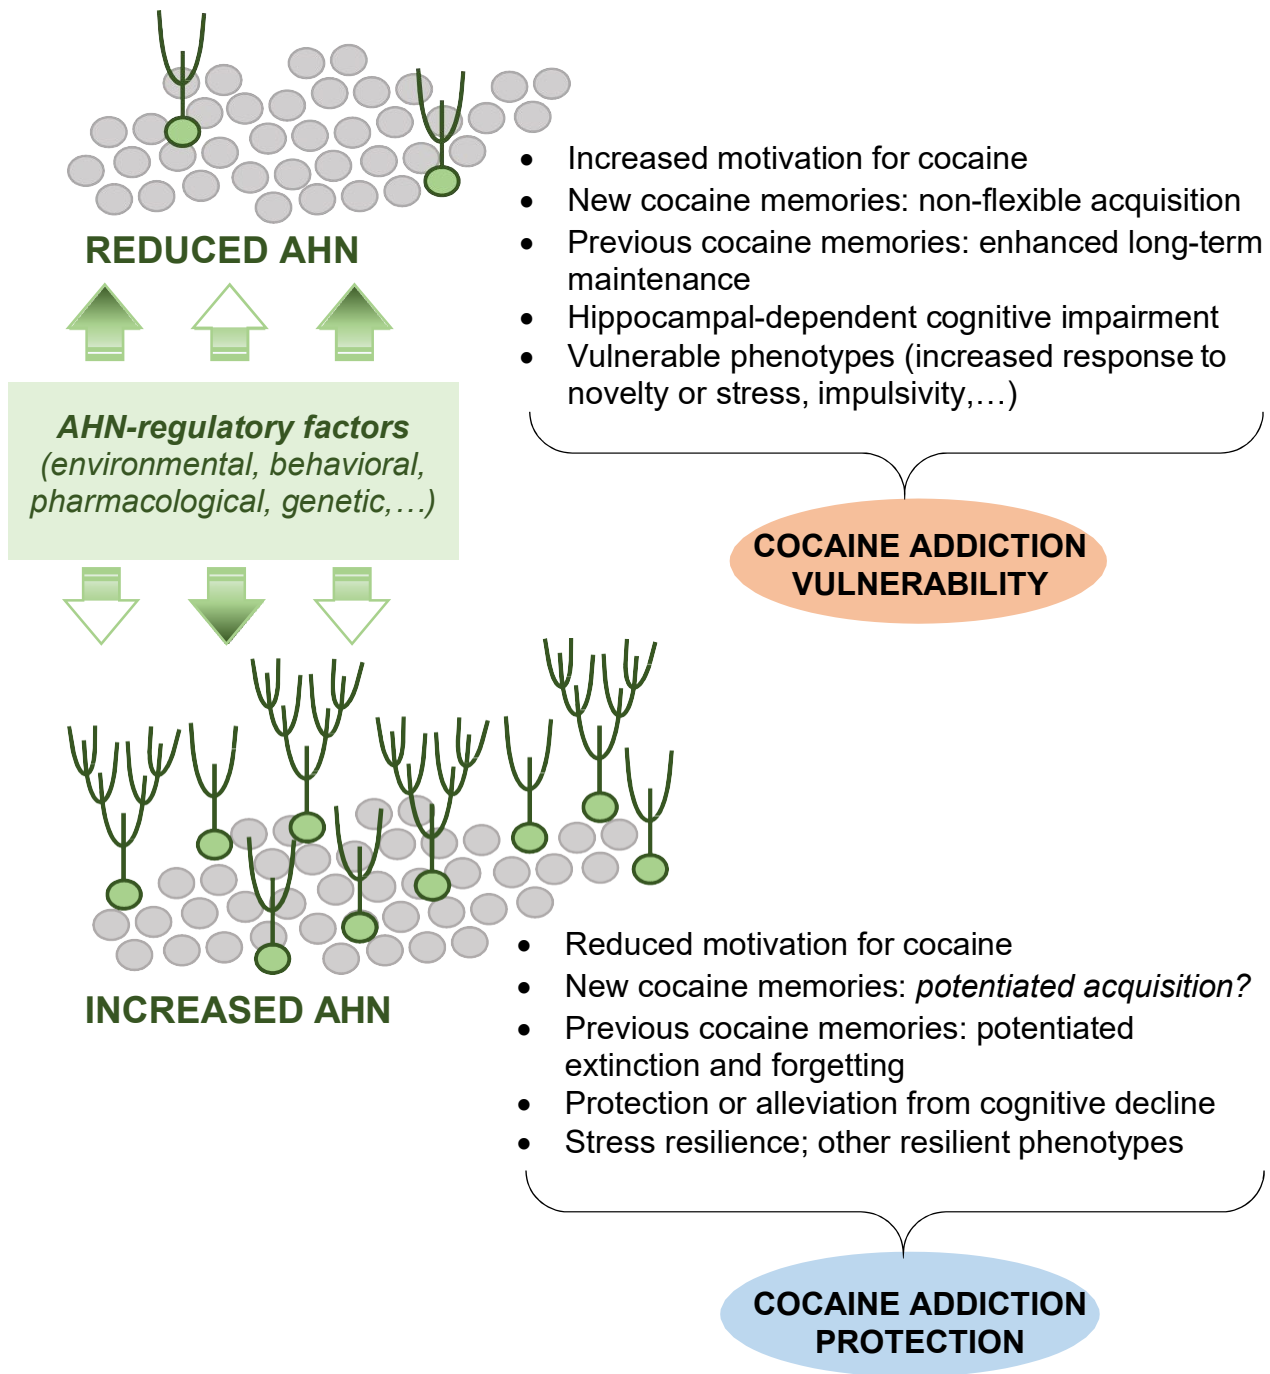 REDUCED AHN
• Increased motivation for cocaine
• New cocaine memories: non-flexible acquisition
• Previous cocaine memories: enhanced long-term
maintenance
• Hippocampal-dependent cognitive impairment
• Vulnerable phenotypes (increased response to
novelty or stress, impulsivity,…)
AHN-regulatory factors
(environmental, behavioral,
pharmacological, genetic,…)
COCAINE ADDICTION
VULNERABILITY
INCREASED AHN
• Reduced motivation for cocaine
• New cocaine memories: potentiated acquisition?
• Previous cocaine memories: potentiated
extinction and forgetting
• Protection or alleviation from cognitive decline
• Stress resilience; other resilient phenotypes
COCAINE ADDICTION
PROTECTION